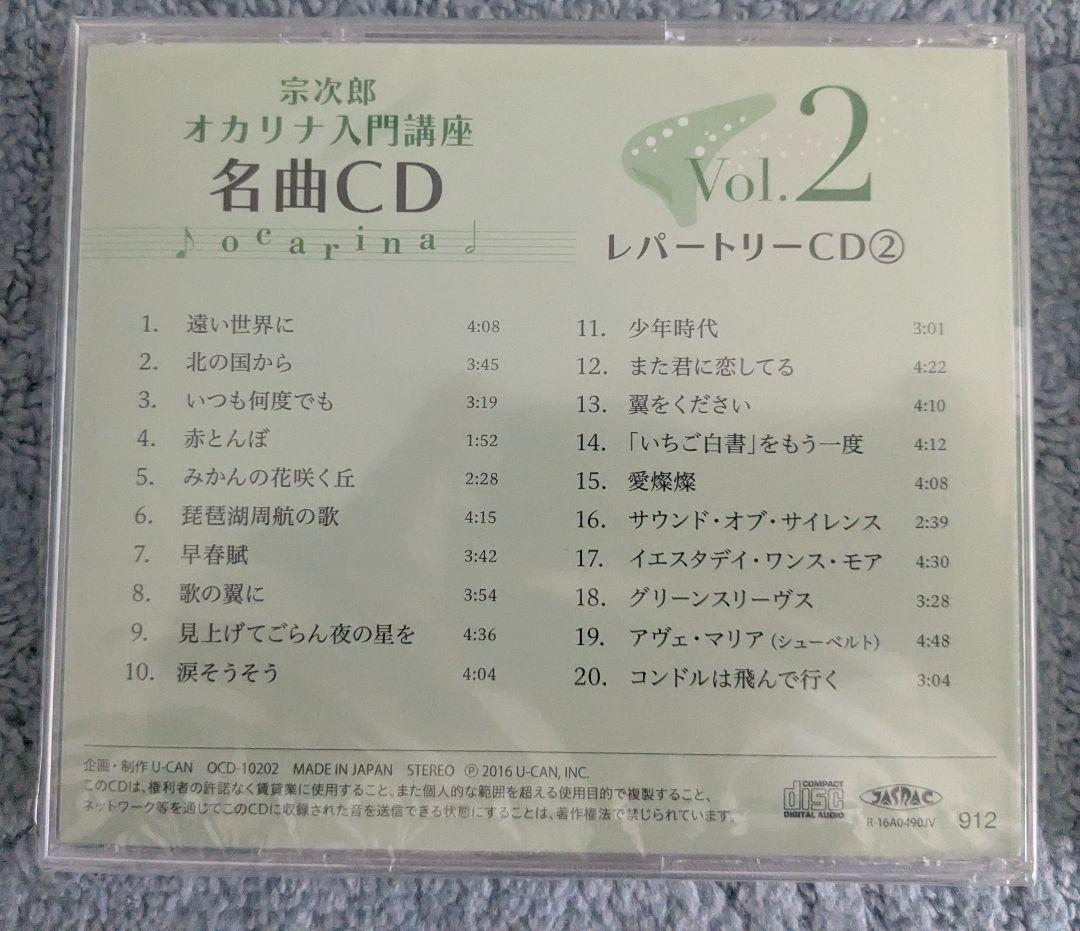 宗次郎
オカリナ入門講座
名曲CD
ocarina
Vol.2
レパートリーCD②
1. 遠い世界に 4:08
2. 北の国から 3:45
3. いつも何度でも 3:19
4. 赤とんぼ 1:52
5. みかんの花咲く丘 2:28
6. 琵琶湖周航の歌 4:15
7. 早春賦 3:42
8. 歌の翼に 3:54
9. 見上げてごらん夜の星を 4:36
10. 涙そうそう 4:04
11. 少年時代 3:01
12. また君に恋してる 4:22
13. 翼をください 4:10
14. 「いちご白書」をもう一度 4:12
15. 愛燦燦 4:08
16. サウンド・オブ・サイレンス 2:39
17. イエスタデイ・ワンス・モア 4:30
18. グリーンスリーヴス 3:28
19. アヴェ・マリア(シューベルト) 4:48
20. コンドルは飛んで行く 3:04
企画・制作 U-CAN OCD-10202 MADE IN JAPAN STEREO ℗ 2016 U-CAN, INC.
このCDは、権利者の許諾なく賃貸業に使用すること、また個人的な範囲を超える使用目的で複製すること、
ネットワーク等を通じてこのCDに収録された音を送信できる状態にすることは、著作権法で禁じられています。
COMPACT
disc
DIGITAL AUDIO
JASRAC
R-16A0490JV
912